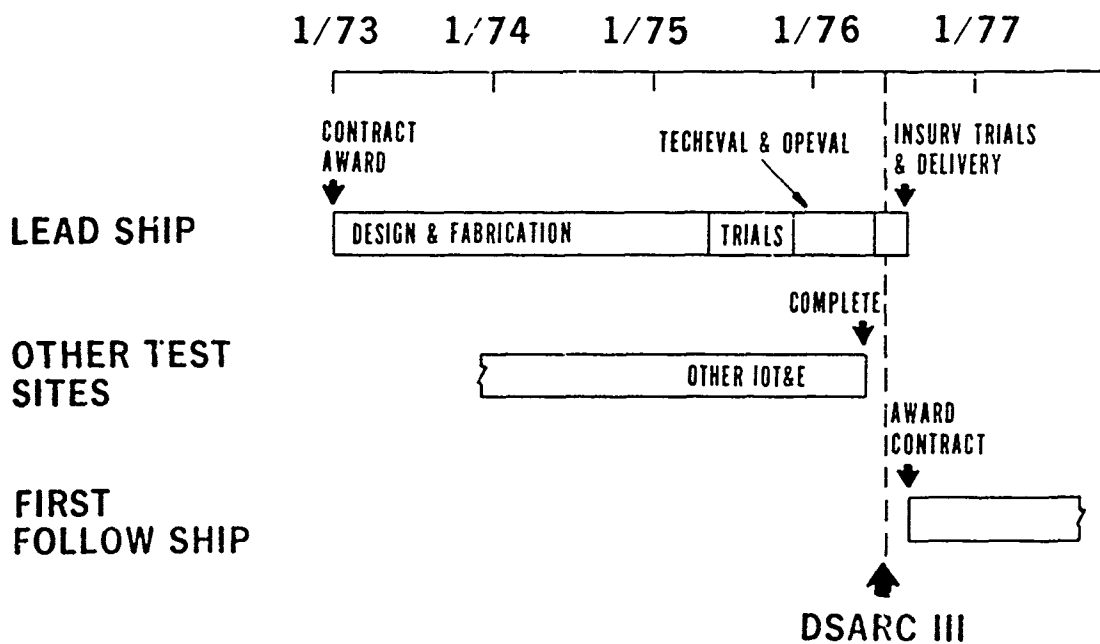 1/73 1/74 1/75 1/76 1/77
CONTRACT
AWARD
TECHEVAL & OPEVAL
INSURV TRIALS
& DELIVERY
LEAD SHIP
DESIGN & FABRICATION
TRIALS
COMPLETE
OTHER TEST
SITES
OTHER IOT&E
AWARD
CONTRACT
FIRST
FOLLOW SHIP
DSARC III